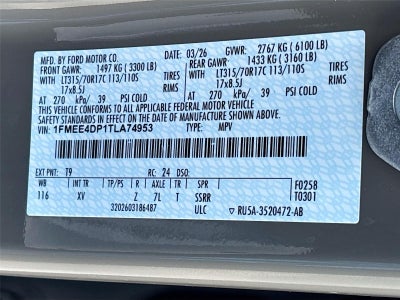 MFD. BY FORD MOTOR CO. 03/26 GVWR: 2767 KG (6100 LB)
FRONT GAWR: 1497 KG (3300 LB) REAR GAWR: 1433 KG (3160 LB)
LT315/70R17C 113/110S TIRES LT315/70R17C 113/110S TIRES
17x8.5J RIMS 17x8.5J RIMS
AT 270 kPa/ 39 PSI COLD AT 270 kPa/ 39 PSI COLD
THIS VEHICLE CONFORMS TO ALL APPLICABLE FEDERAL MOTOR VEHICLE
SAFETY STANDARDS IN EFFECT ON THE DATE OF MANUFACTURE SHOWN ABOVE.
VIN: 1FMEE4DP1TLA74953 TYPE: MPV
EXT PNT: T9 RC: 24 DSO: F0258
WB INT TR TP/PS R AXLE TR SPR T0301
116 XV Z 7L T SSRR
3202603186487 ULC RU5A-3520472-AB